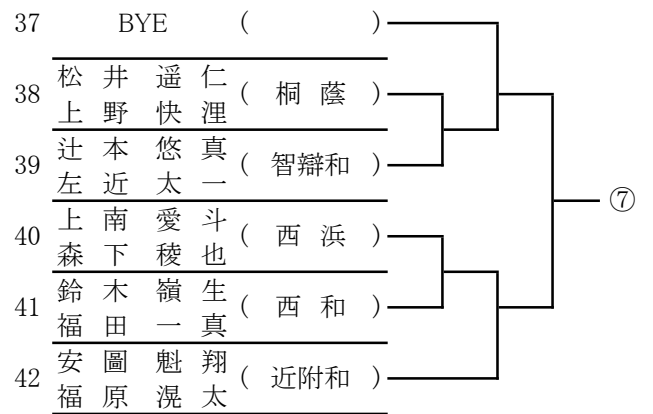 37 BYE ( )
松井 遥仁
38 ( 桐蔭 )
上野 快浬
辻本 悠真
39 ( 智辯和 )
左近 太一
⑦
上南 愛斗
40 ( 西浜 )
森下 稜也
鈴木 嶺生
41 ( 西和 )
福田 一真
安圖 魁翔
42 ( 近附和 )
福原 滉太